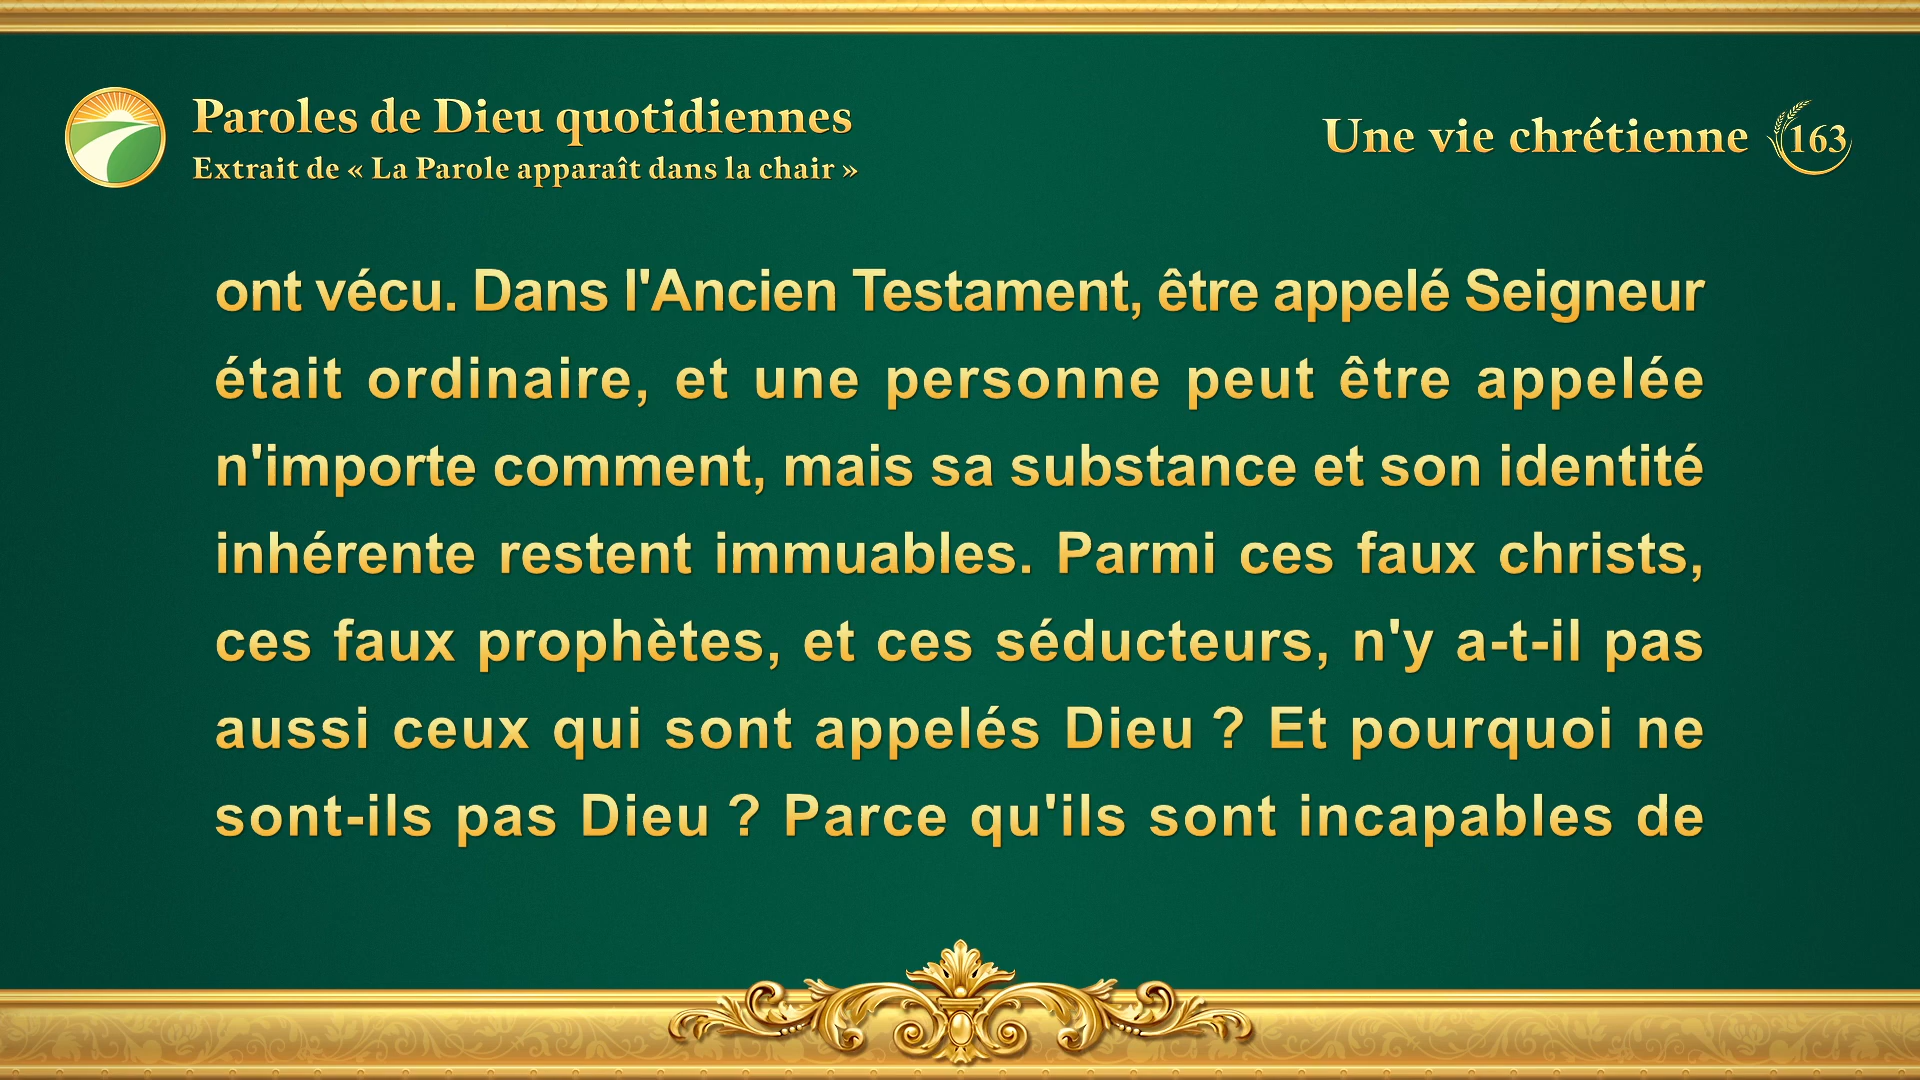 Paroles de Dieu quotidiennes
Extrait de « La Parole apparaît dans la chair »
Une vie chrétienne 163
ont vécu. Dans l'Ancien Testament, être appelé Seigneur
était ordinaire, et une personne peut être appelée
n'importe comment, mais sa substance et son identité
inhérente restent immuables. Parmi ces faux christs,
ces faux prophètes, et ces séducteurs, n'y a-t-il pas
aussi ceux qui sont appelés Dieu ? Et pourquoi ne
sont-ils pas Dieu ? Parce qu'ils sont incapables de